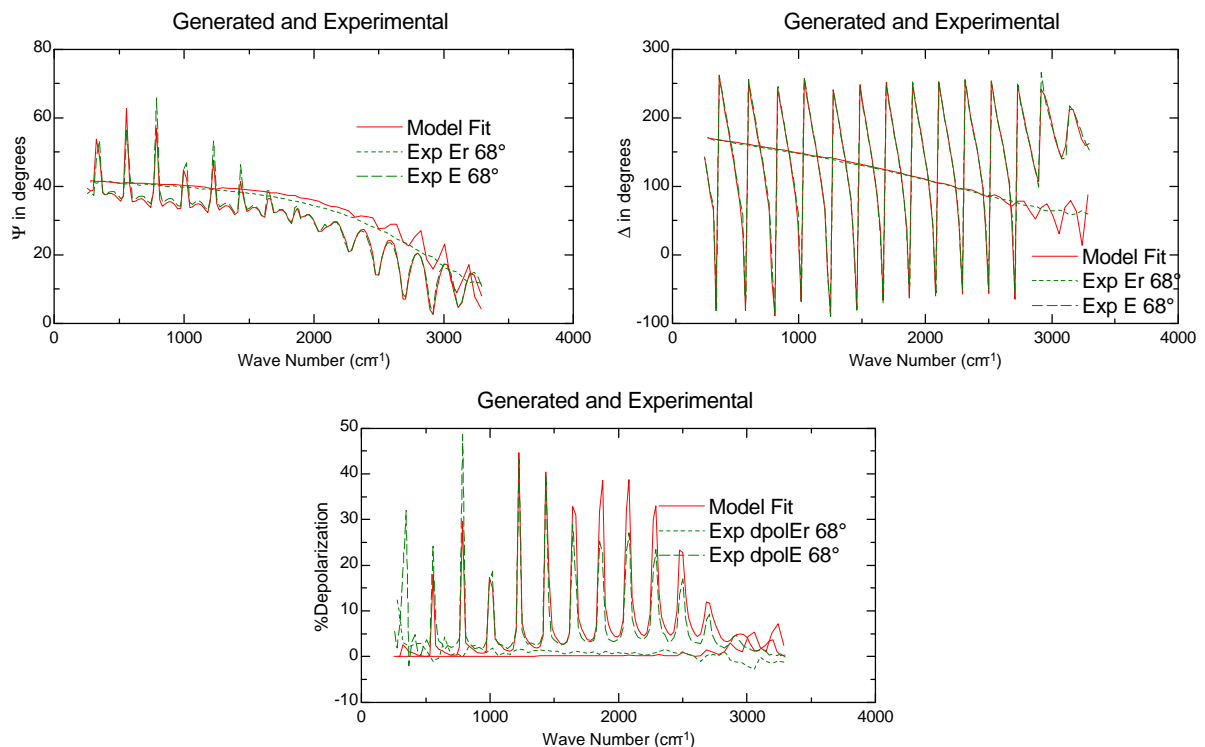 Generated and Experimental
80
60
40
20
0
Ψ in degrees
Model Fit
Exp Er 68°
Exp E 68°
0
1000
2000
3000
4000
Wave Number (cm⁻¹)
Generated and Experimental
300
200
100
0
-100
Δ in degrees
Model Fit
Exp Er 68°
Exp E 68°
0
1000
2000
3000
4000
Wave Number (cm⁻¹)
Generated and Experimental
50
40
30
20
10
0
-10
%Depolarization
Model Fit
Exp dpolEr 68°
Exp dpolE 68°
0
1000
2000
3000
4000
Wave Number (cm⁻¹)